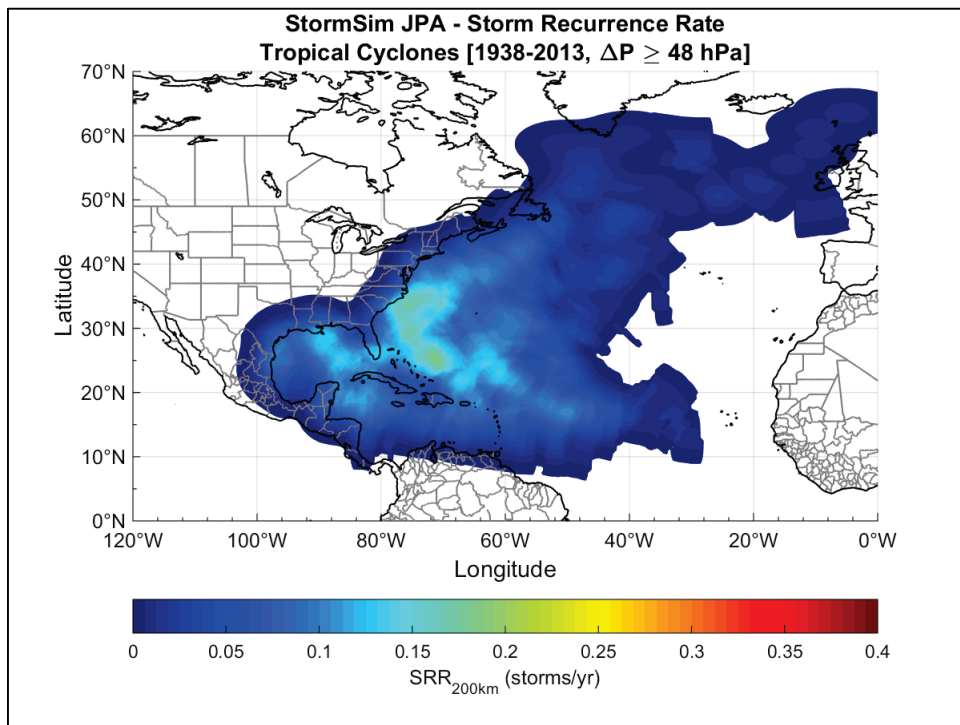 StormSim JPA - Storm Recurrence Rate
Tropical Cyclones [1938-2013, ΔP ≥ 48 hPa]
70°N
60°N
50°N
40°N
30°N
20°N
10°N
0°N
Latitude
120°W 100°W 80°W 60°W 40°W 20°W 0°W
Longitude
0 0.05 0.1 0.15 0.2 0.25 0.3 0.35 0.4
SRR200km (storms/yr)